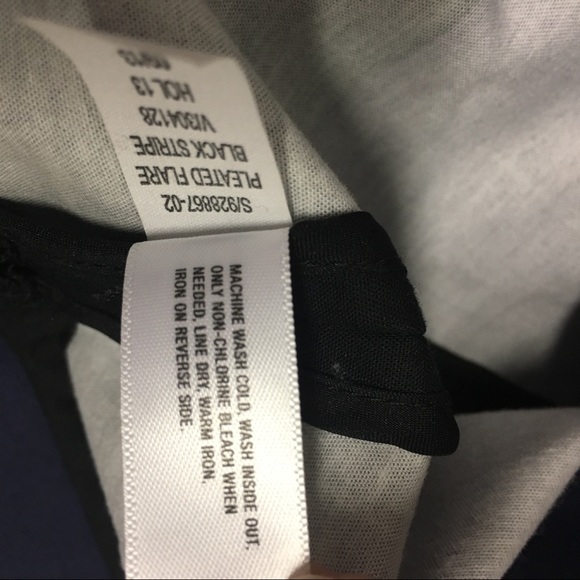 S/928867-02
PLEATED FLARE
BLACK STRIPE
V/304128
HOL 13
MACHINE WASH COLD, WASH INSIDE OUT,
ONLY NON-CHLORINE BLEACH WHEN
NEEDED, LINE DRY, WARM IRON.
IRON ON REVERSE SIDE.